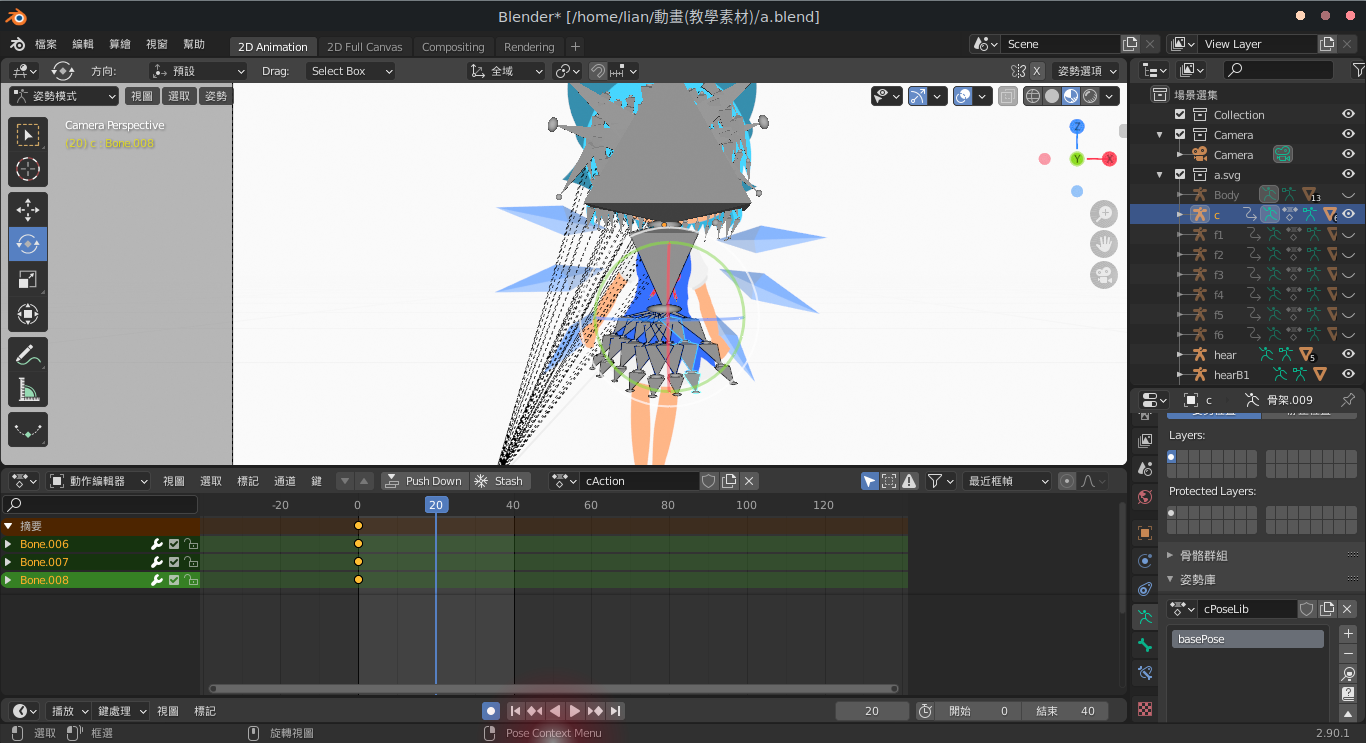 Blender* [/home/lian/動畫(教學素材)/a.blend]
檔案 編輯 算繪 視窗 幫助 2D Animation 2D Full Canvas Compositing Rendering + Scene View Layer
方向: 預設 Drag: Select Box 全域 X 姿勢選項
姿勢模式 視圖 選取 姿勢
Camera Perspective
(20) c : Bone.008
Z
Y
X
場景選集
Collection
Camera
Camera
a.svg
Body 13
c 6
f1
f2
f3
f4
f5
f6
hear 5
hearB1
c 骨架.009
Layers:
Protected Layers:
骨骼群組
姿勢庫
cPoseLib
basePose
動作編輯器 視圖 選取 標記 通道 鍵 Push Down Stash cAction 最近框幀
-20 0 20 40 60 80 100 120
摘要
Bone.006
Bone.007
Bone.008
播放 鍵處理 視圖 標記 20 開始 0 結束 40
選取 框選 旋轉視圖 Pose Context Menu 2.90.1